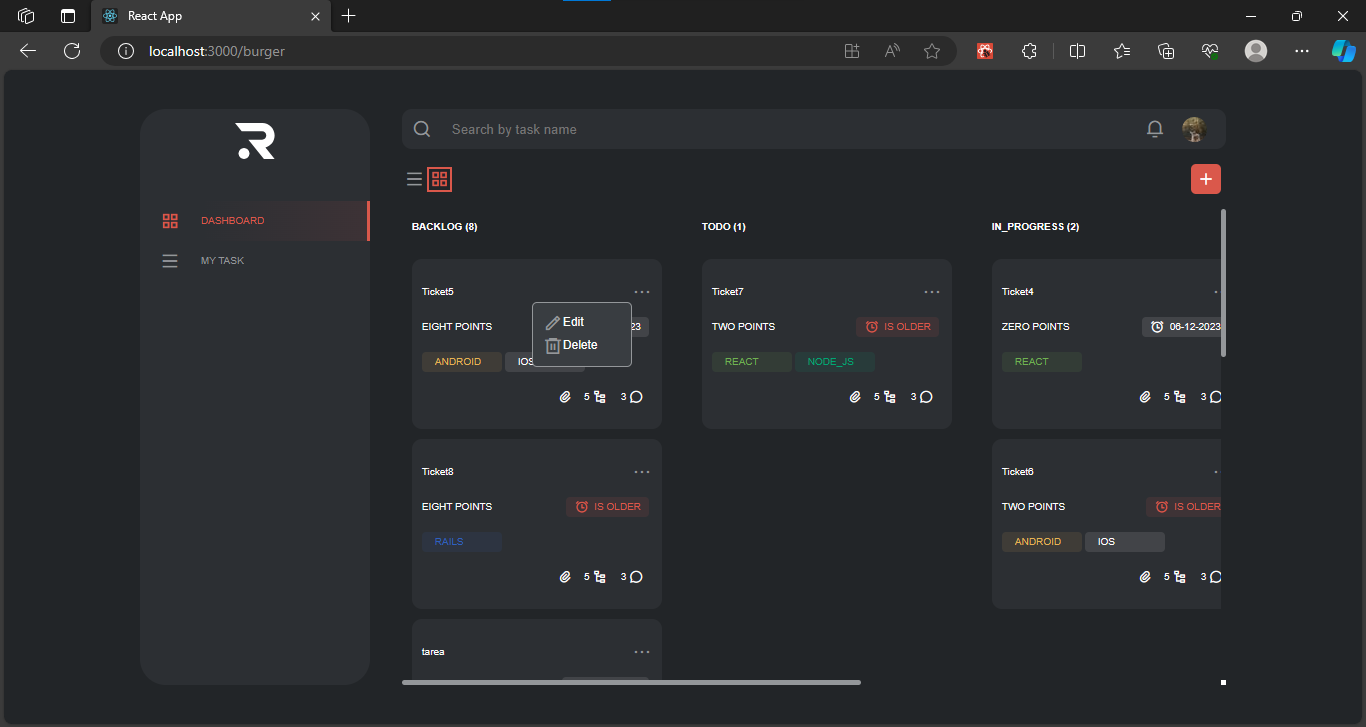 React App
localhost:3000/burger
Search by task name
DASHBOARD
MY TASK
BACKLOG (8)
TODO (1)
IN_PROGRESS (2)
Ticket5
EIGHT POINTS
23
Edit
Delete
ANDROID
IOS
5
3
Ticket7
TWO POINTS
IS OLDER
REACT
NODE_JS
5
3
Ticket4
ZERO POINTS
06-12-2023
REACT
5
3
Ticket8
EIGHT POINTS
IS OLDER
RAILS
5
3
Ticket6
TWO POINTS
IS OLDER
ANDROID
IOS
5
3
tarea